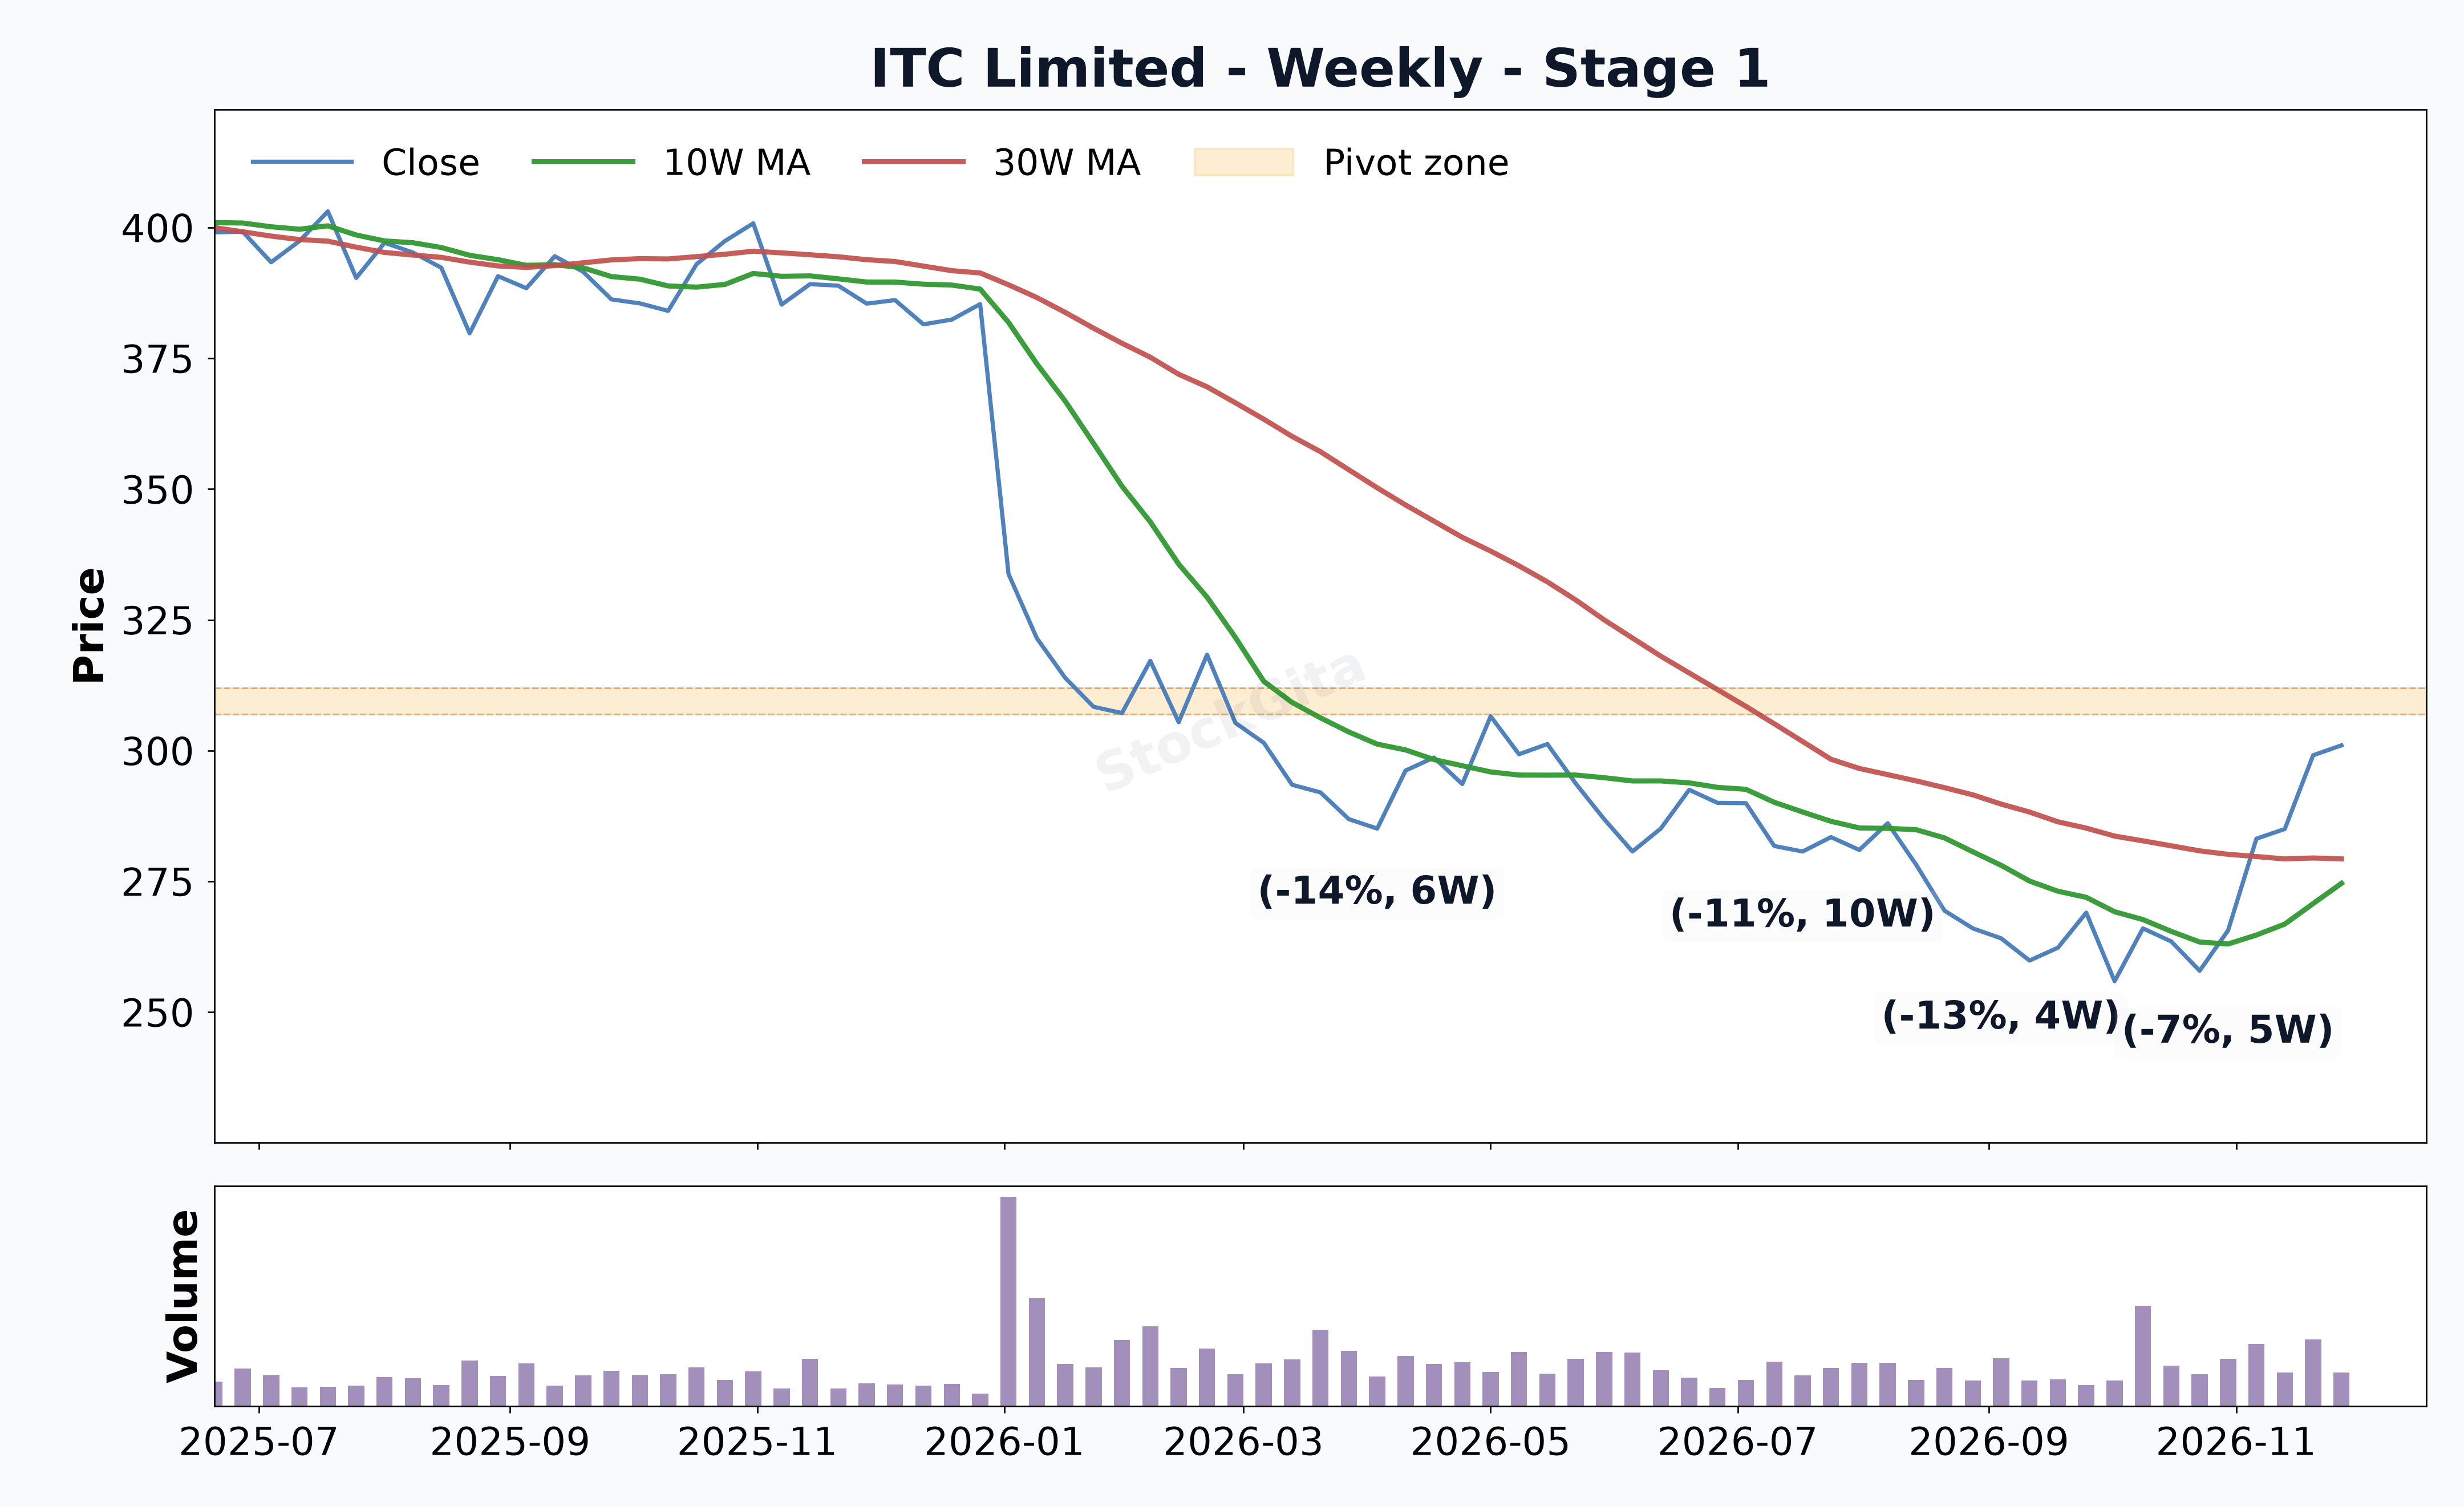 ITC Limited - Weekly - Stage 1
Close 10W MA 30W MA Pivot zone
Price
400
375
350
325
300
275
250
StockGita
(-14%, 6W)
(-11%, 10W)
(-13%, 4W)
(-7%, 5W)
Volume
2025-07 2025-09 2025-11 2026-01 2026-03 2026-05 2026-07 2026-09 2026-11